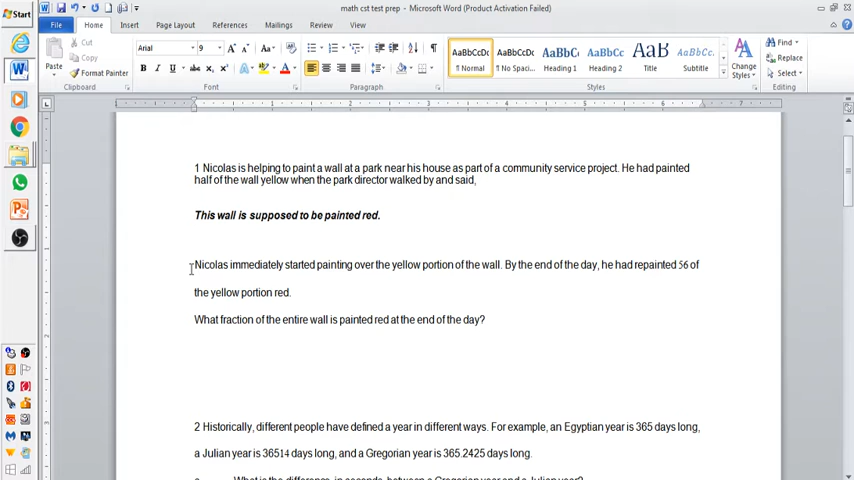 math cst test prep - Microsoft Word (Product Activation Failed)
Start
File
Home
Insert
Page Layout
References
Mailings
Review
View
Cut
Copy
Format Painter
Paste
Clipboard
Arial
9
Font
Paragraph
AaBbCcDc
¶ Normal
AaBbCcDc
¶ No Spaci...
AaBbC
Heading 1
AaBbCc
Heading 2
AaB
Title
AaBbCc.
Subtitle
Change
Styles
Styles
Find
Replace
Select
Editing
1 Nicolas is helping to paint a wall at a park near his house as part of a community service project. He had painted
half of the wall yellow when the park director walked by and said,
This wall is supposed to be painted red.
Nicolas immediately started painting over the yellow portion of the wall. By the end of the day, he had repainted 56 of
the yellow portion red.
What fraction of the entire wall is painted red at the end of the day?
2 Historically, different people have defined a year in different ways. For example, an Egyptian year is 365 days long,
a Julian year is 36514 days long, and a Gregorian year is 365.2425 days long.
What is the difference, in seconds, between a Gregorian year and a Julian year?